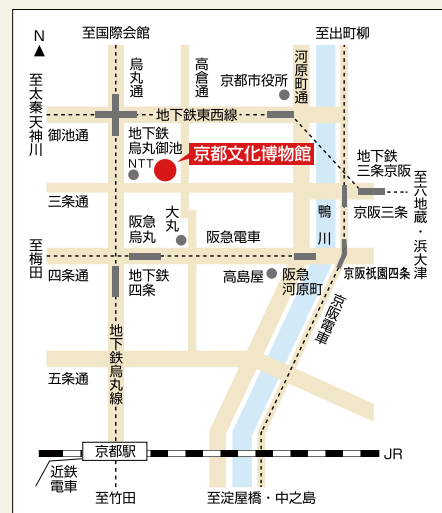 至国際会館
至出町柳
N
烏丸通
高倉通
河原町通
京都市役所
至太秦天神川
地下鉄東西線
御池通
地下鉄
烏丸御池
NTT
京都文化博物館
地下鉄
三条京阪
至六地蔵・浜大津
三条通
京阪三条
大丸
鴨川
阪急
烏丸
阪急電車
至梅田
四条通
地下鉄
四条
高島屋
阪急
河原町
京阪祇園四条
京阪電車
地下鉄烏丸線
五条通
京都駅
JR
近鉄
電車
至竹田
至淀屋橋・中之島